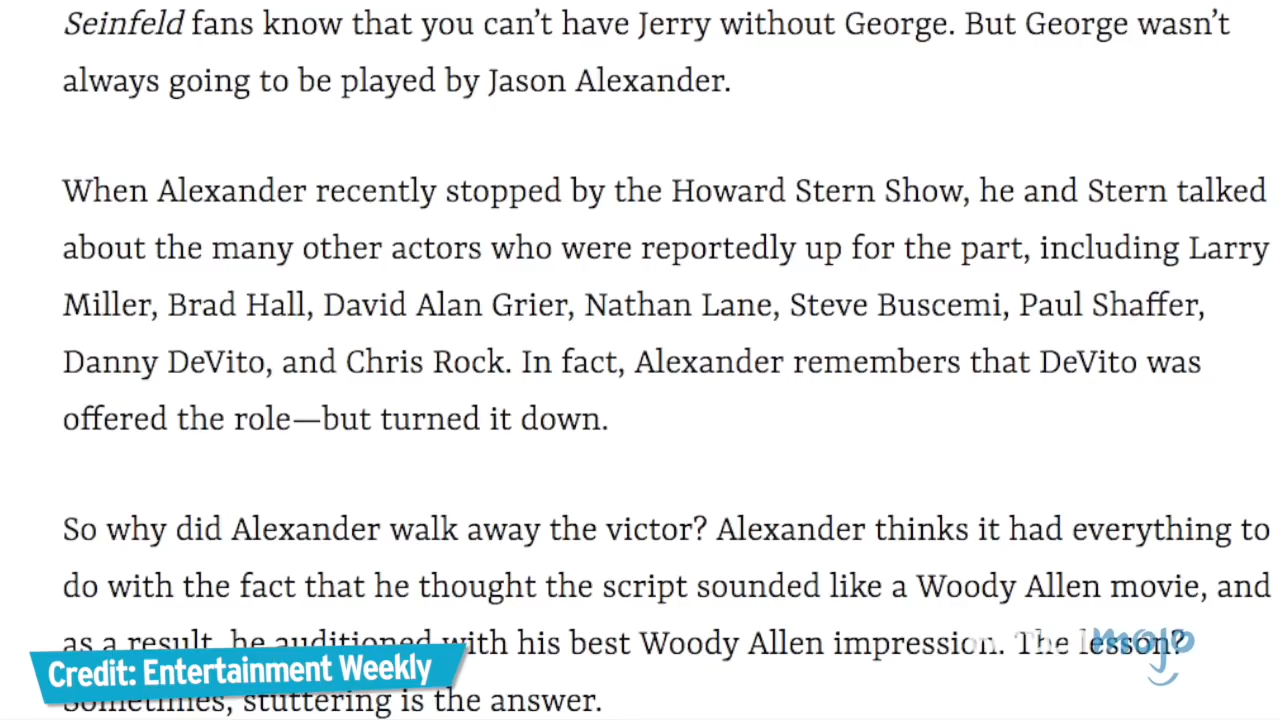 Seinfeld fans know that you can’t have Jerry without George. But George wasn’t
always going to be played by Jason Alexander.
When Alexander recently stopped by the Howard Stern Show, he and Stern talked
about the many other actors who were reportedly up for the part, including Larry
Miller, Brad Hall, David Alan Grier, Nathan Lane, Steve Buscemi, Paul Shaffer,
Danny DeVito, and Chris Rock. In fact, Alexander remembers that DeVito was
offered the role—but turned it down.
So why did Alexander walk away the victor? Alexander thinks it had everything to
do with the fact that he thought the script sounded like a Woody Allen movie, and
as a result, he auditioned with his best Woody Allen impression. The lesson?
Sometimes, stuttering is the answer.
Credit: Entertainment Weekly
mojo